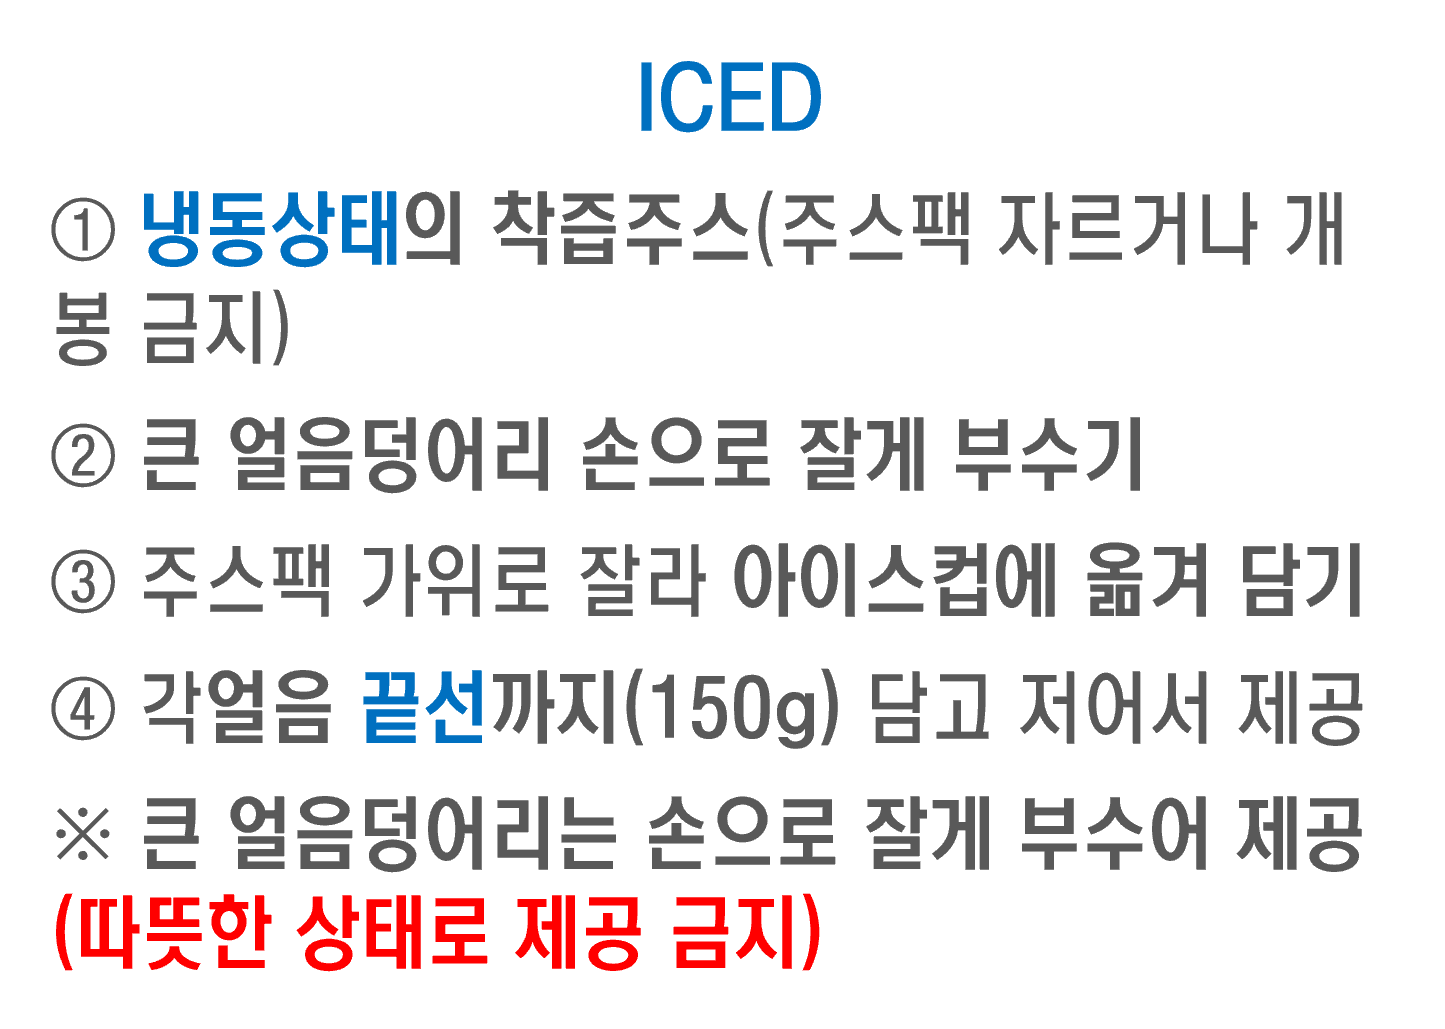 ICED
① 냉동상태의 착즙주스(주스팩 자르거나 개
봉 금지)
② 큰 얼음덩어리 손으로 잘게 부수기
③ 주스팩 가위로 잘라 아이스컵에 옮겨 담기
④ 각얼음 끝선까지(150g) 담고 저어서 제공
※ 큰 얼음덩어리는 손으로 잘게 부수어 제공
(따뜻한 상태로 제공 금지)